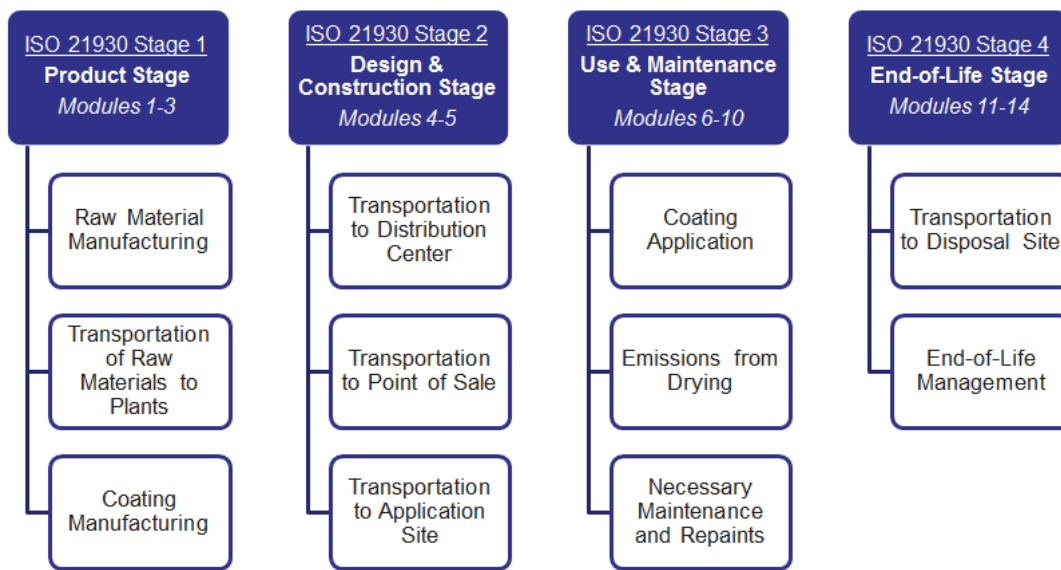 ISO 21930 Stage 1
Product Stage
Modules 1-3
Raw Material
Manufacturing
Transportation
of Raw
Materials to
Plants
Coating
Manufacturing
ISO 21930 Stage 2
Design &
Construction Stage
Modules 4-5
Transportation
to Distribution
Center
Transportation
to Point of Sale
Transportation
to Application
Site
ISO 21930 Stage 3
Use & Maintenance
Stage
Modules 6-10
Coating
Application
Emissions from
Drying
Necessary
Maintenance
and Repaints
ISO 21930 Stage 4
End-of-Life Stage
Modules 11-14
Transportation
to Disposal Site
End-of-Life
Management